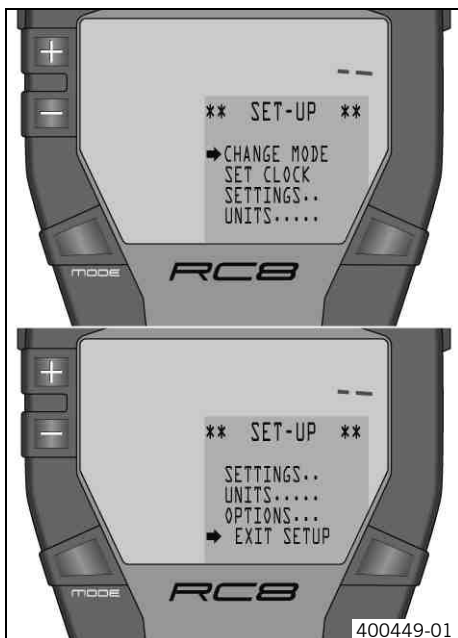 +
– –
–
** SET-UP **
➡CHANGE MODE
SET CLOCK
SETTINGS..
UNITS.....
MODE
RC8
+
– –
–
** SET-UP **
SETTINGS..
UNITS.....
OPTIONS...
➡ EXIT SETUP
MODE
RC8
400449-01